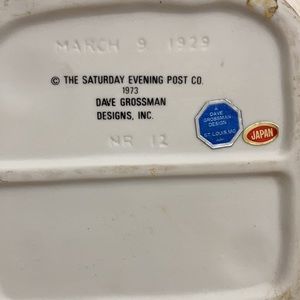 MARCH 9 1929
© THE SATURDAY EVENING POST CO.
1973
DAVE GROSSMAN
DESIGNS, INC.
NR 12
A
DAVE
GROSSMAN
DESIGN
ST. LOUIS, MO.
JAPAN